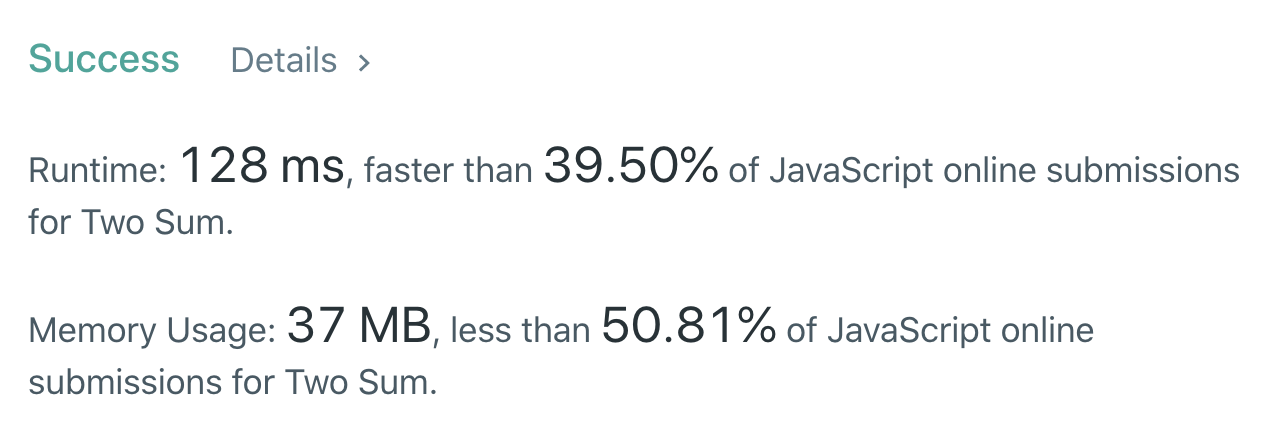 Success Details >
Runtime: 128 ms, faster than 39.50% of JavaScript online submissions
for Two Sum.
Memory Usage: 37 MB, less than 50.81% of JavaScript online
submissions for Two Sum.